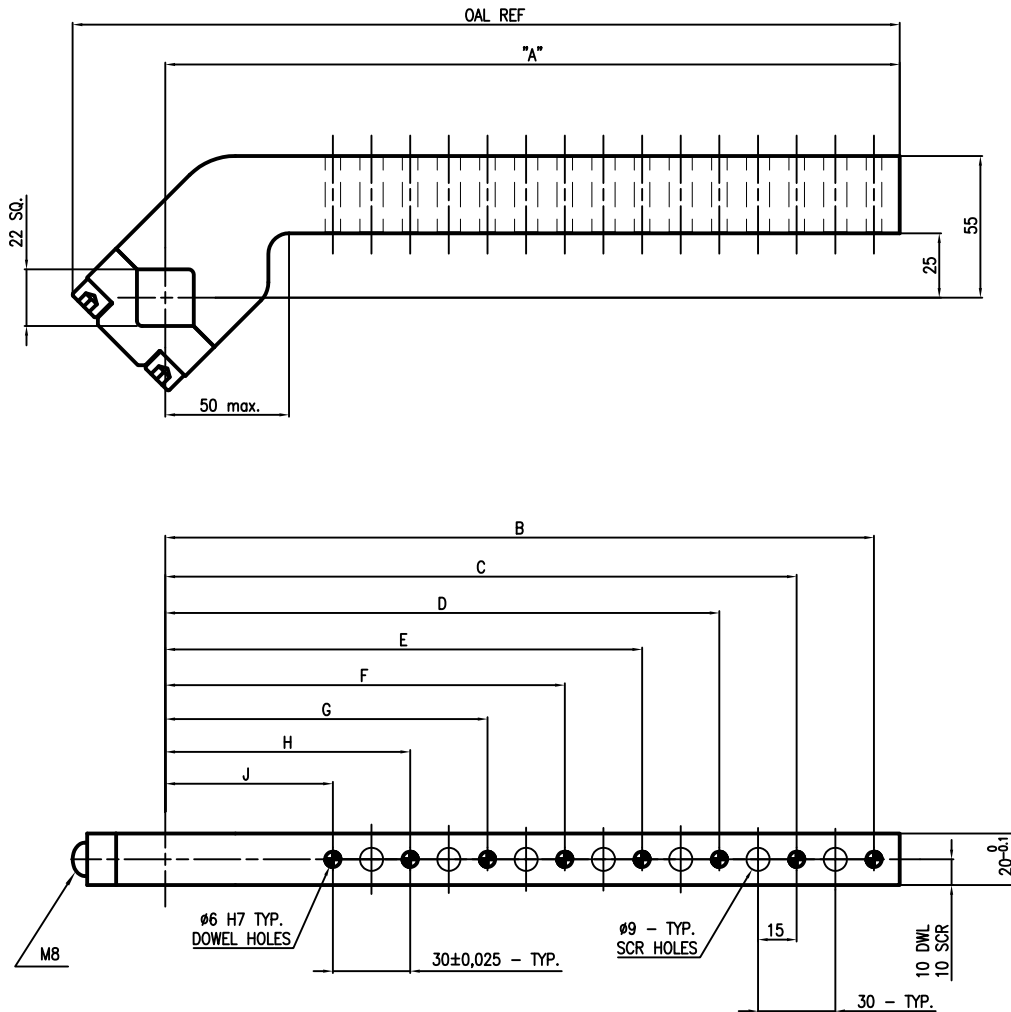 OAL REF
"A"
22 SQ.
55
25
50 max.
B
C
D
E
F
G
H
J
20 0 -0.1
ø6 H7 TYP.
DOWEL HOLES
ø9 - TYP.
SCR HOLES
15
10 DWL
10 SCR
M8
30±0,025 - TYP.
30 - TYP.